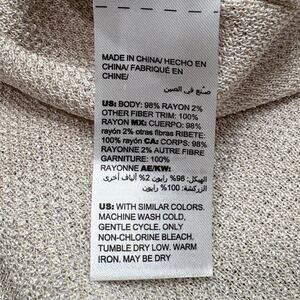 MADE IN CHINA/ HECHO EN
CHINA/ FABRIQUÉ EN
CHINE/
صنع في الصين
US: BODY: 98% RAYON 2%
OTHER FIBER TRIM: 100%
RAYON MX: CUERPO: 98%
rayón 2% otras fibras RIBETE:
100% rayón CA: CORPS: 98%
RAYONNE 2% AUTRE FIBRE
GARNITURE: 100%
RAYONNE AE/KW:
الهيكل: 98% رايون 2% ألياف أخرى
الزركشة: 100% رايون
US: WITH SIMILAR COLORS.
MACHINE WASH COLD,
GENTLE CYCLE. ONLY
NON-CHLORINE BLEACH.
TUMBLE DRY LOW. WARM
IRON. MAY BE DRY